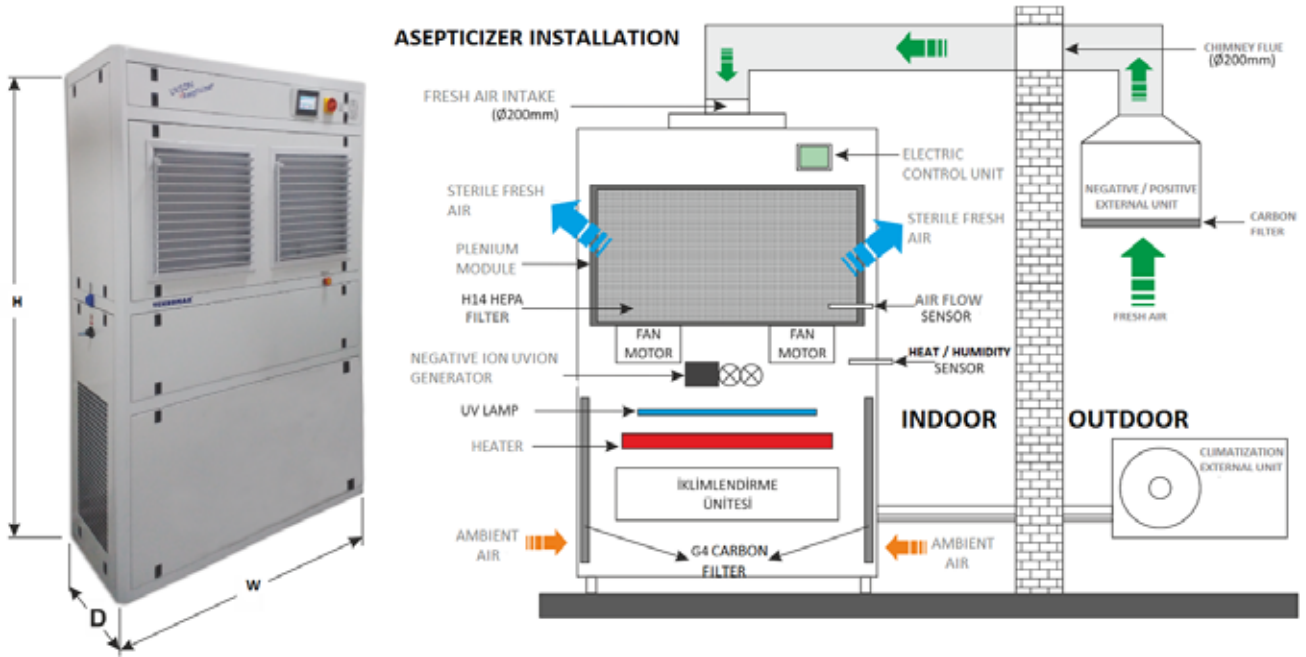 H
D
W
ASEPTICIZER INSTALLATION
FRESH AIR INTAKE
(Ø200mm)
CHIMNEY FLUE
(Ø200mm)
ELECTRIC
CONTROL UNIT
STERILE FRESH
AIR
STERILE FRESH
AIR
NEGATIVE / POSITIVE
EXTERNAL UNIT
CARBON
FILTER
PLENIUM
MODULE
H14 HEPA
FILTER
AIR FLOW
SENSOR
FRESH AIR
FAN
MOTOR
FAN
MOTOR
NEGATIVE ION UVION
GENERATOR
HEAT / HUMIDITY
SENSOR
UV LAMP
INDOOR
OUTDOOR
HEATER
CLIMATIZATION
EXTERNAL UNIT
İKLİMLENDİRME
ÜNİTESİ
AMBIENT
AIR
G4 CARBON
FILTER
AMBIENT
AIR